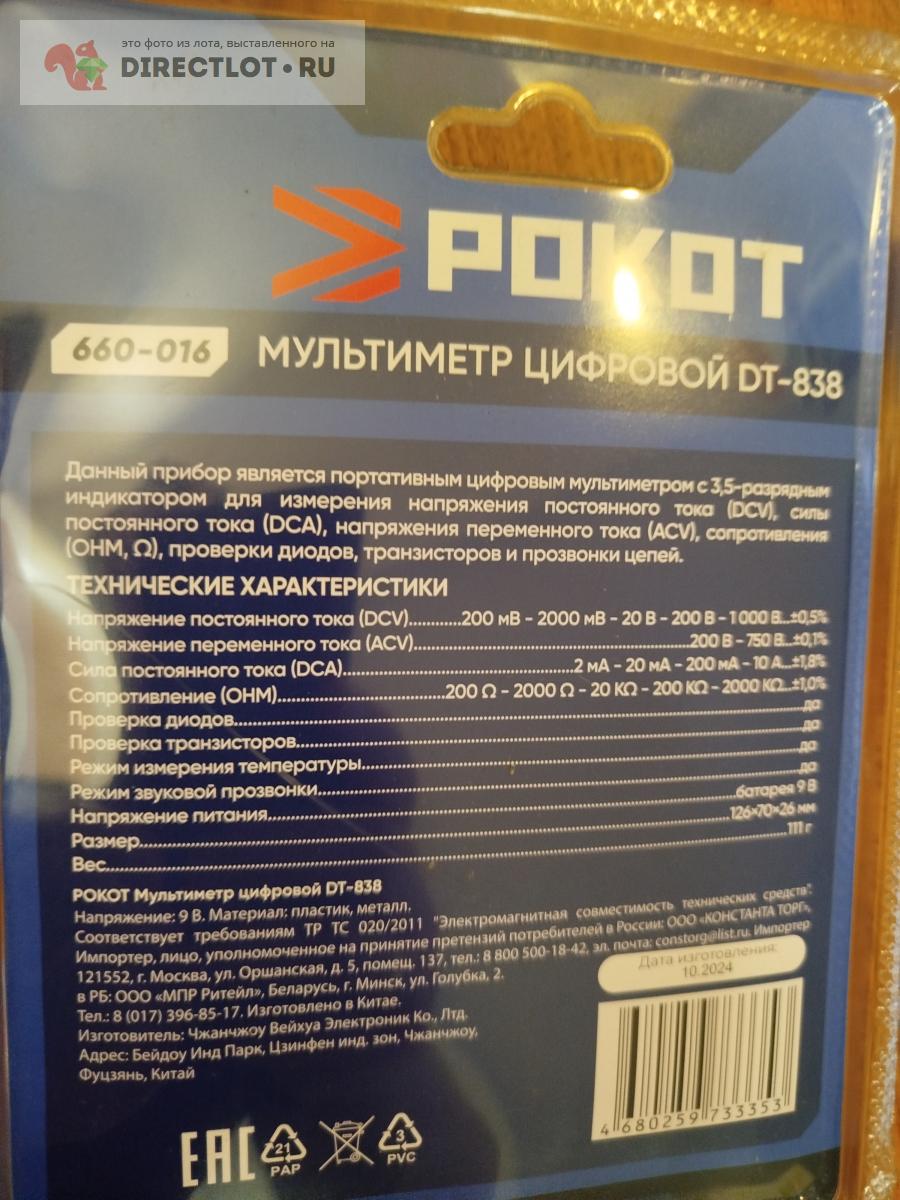 это фото из лота, выставленного на
DIRECTLOT•RU
РОКОТ
660-016
МУЛЬТИМЕТР ЦИФРОВОЙ DT-838
Данный прибор является портативным цифровым мультиметром с 3,5-разрядным
индикатором для измерения напряжения постоянного тока (DCV), силы
постоянного тока (DCA), напряжения переменного тока (ACV), сопротивления
(OHM, Ω), проверки диодов, транзисторов и прозвонки цепей.
ТЕХНИЧЕСКИЕ ХАРАКТЕРИСТИКИ
Напряжение постоянного тока (DCV)............200 мВ – 2000 мВ – 20 В – 200 В – 1000 В...±0,5%
Напряжение переменного тока (ACV)............200 В – 750 В...±0,1%
Сила постоянного тока (DCA)............2 мА – 20 мА – 200 мА – 10 А...±1,8%
Сопротивление (OHM)............200 Ω – 2000 Ω – 20 KΩ – 200 KΩ – 2000 KΩ...±1,0%
Проверка диодов............да
Проверка транзисторов............да
Режим измерения температуры............да
Режим звуковой прозвонки............да
Напряжение питания............батарея 9 В
Размер............126×70×26 мм
Вес............111 г
РОКОТ Мультиметр цифровой DT-838
Напряжение: 9 В. Материал: пластик, металл.
Соответствует требованиям ТР ТС 020/2011 "Электромагнитная совместимость технических средств".
Импортер, лицо, уполномоченное на принятие претензий потребителей в России: ООО «КОНСТАНТА ТОРГ»,
121552, г. Москва, ул. Оршанская, д. 5, помещ. 137, тел.: 8 800 500-18-42, эл. почта: constorg@list.ru. Импортер
в РБ: ООО «МПР Ритейл», Беларусь, г. Минск, ул. Голубка, 2.
Тел.: 8 (017) 396-85-17. Изготовлено в Китае.
Изготовитель: Чжанчжоу Вейхуа Электроник Ко., Лтд.
Адрес: Бейдоу Инд Парк, Цзинфен инд. зон, Чжанчжоу,
Фуцзянь, Китай
Дата изготовления:
10.2024
4 680259 733353
EAC
21
PAP
3
PVC